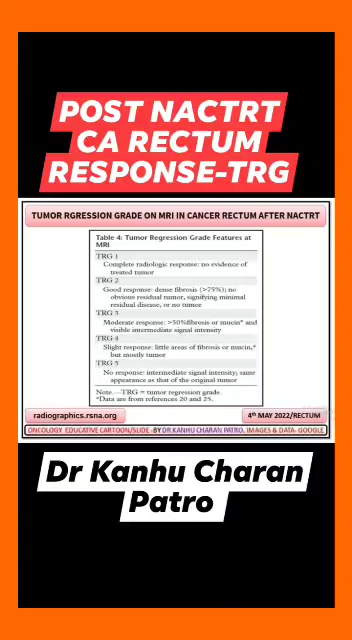 POST NACTRT
CA RECTUM
RESPONSE-TRG
TUMOR RGRESSION GRADE ON MRI IN CANCER RECTUM AFTER NACTRT
Table 4: Tumor Regression Grade Features at
MRI
TRG 1
Complete radiologic response: no evidence of
treated tumor
TRG 2
Good response: dense fibrosis (>75%); no
obvious residual tumor, signifying minimal
residual disease, or no tumor
TRG 3
Moderate response: >50%fibrosis or mucin* and
visible intermediate signal intensity
TRG 4
Slight response: little areas of fibrosis or mucin,*
but mostly tumor
TRG 5
No response: intermediate signal intensity; same
appearance as that of the original tumor
Note.—TRG = tumor regression grade.
*Data are from references 20 and 25.
radiographics.rsna.org
4th MAY 2022/RECTUM
ONCOLOGY EDUCATIVE CARTOON/SLIDE -BY DR KANHU CHARAN PATRO. IMAGES & DATA- GOOGLE
Dr Kanhu Charan
Patro